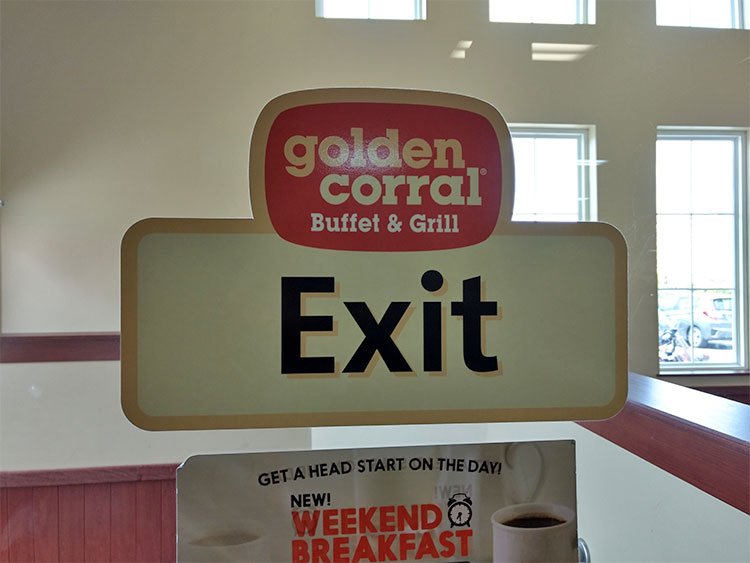 golden
corral®
Buffet & Grill
Exit
GET A HEAD START ON THE DAY!
NEW!
WEEKEND
BREAKFAST